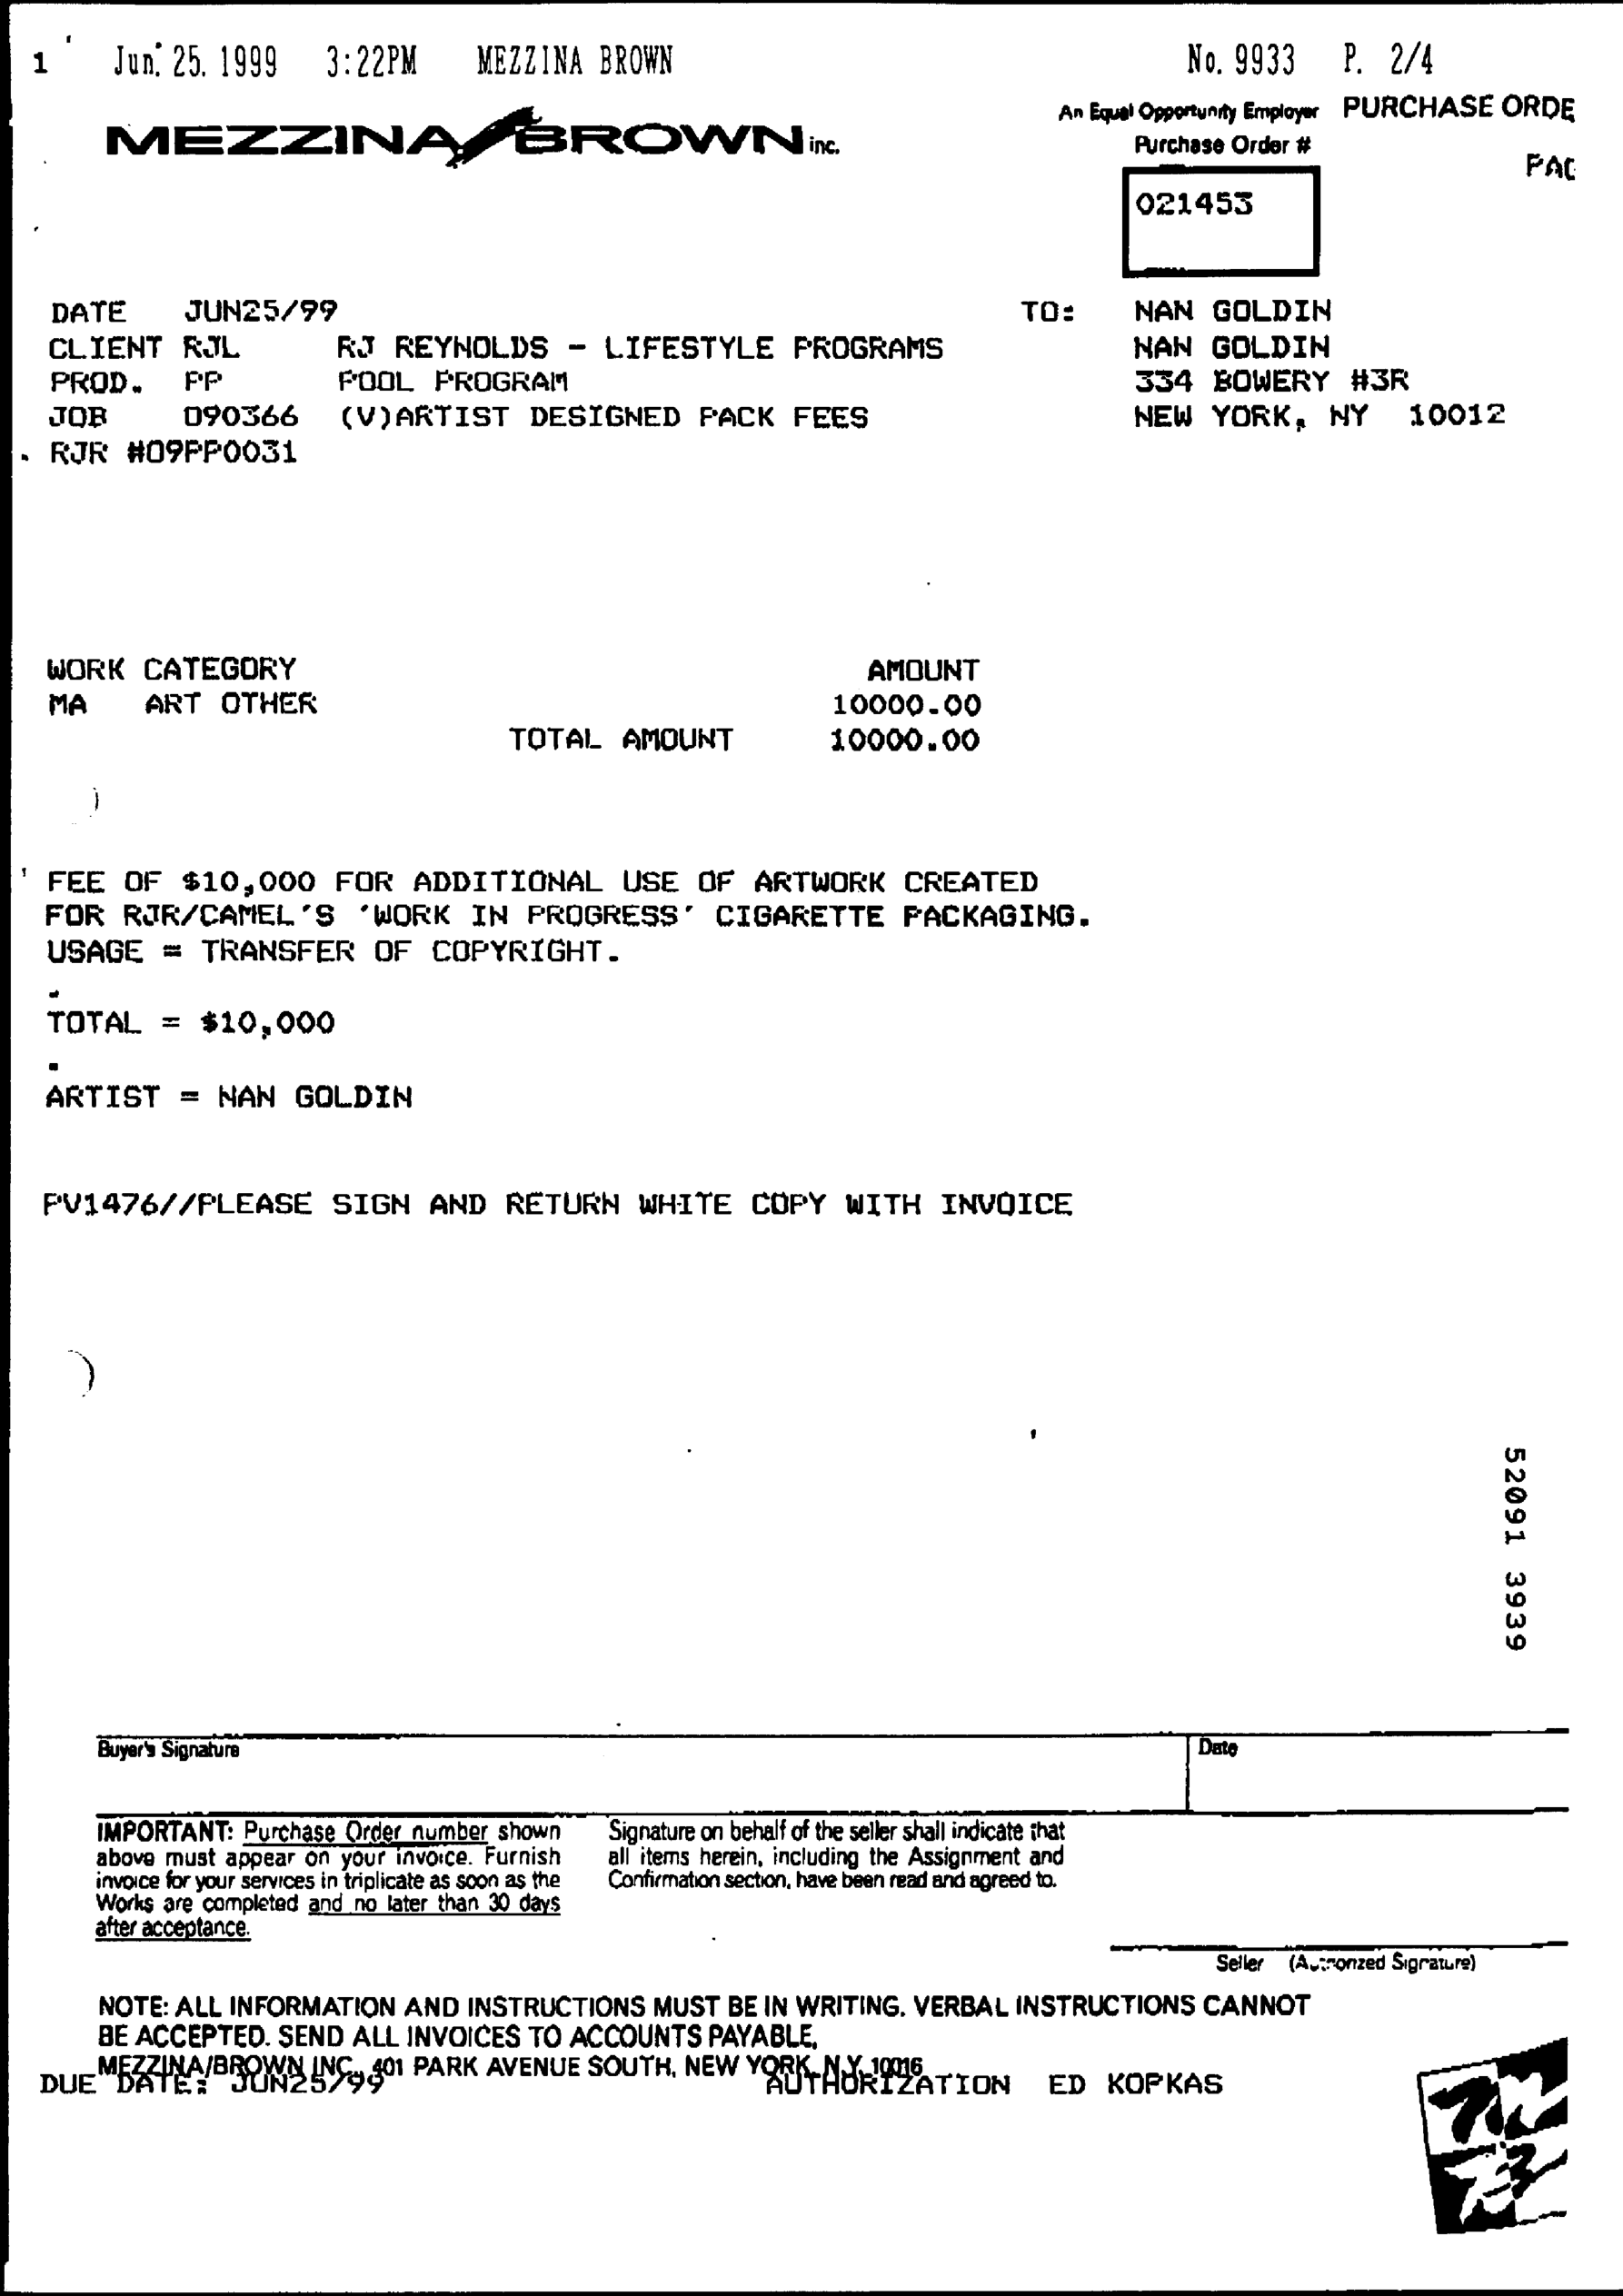 1 Jun. 25. 1999 3:22PM MEZZINA BROWN No. 9933 P. 2/4
An Equal Opportunity Employer PURCHASE ORDE
MEZZINA/BROWN inc.
Purchase Order #
PAG
021453
DATE JUN25/99 TO: NAN GOLDIN
CLIENT RJL RJ REYNOLDS - LIFESTYLE PROGRAMS NAN GOLDIN
PROD. PP POOL PROGRAM 334 BOWERY #3R
JOB 090366 (V)ARTIST DESIGNED PACK FEES NEW YORK, NY 10012
RJR #09PP0031
WORK CATEGORY AMOUNT
MA ART OTHER 10000.00
TOTAL AMOUNT 10000.00
FEE OF $10,000 FOR ADDITIONAL USE OF ARTWORK CREATED
FOR RJR/CAMEL'S 'WORK IN PROGRESS' CIGARETTE PACKAGING.
USAGE = TRANSFER OF COPYRIGHT.
.
TOTAL = $10,000
.
ARTIST = NAN GOLDIN
PV1476//PLEASE SIGN AND RETURN WHITE COPY WITH INVOICE
52091 3939
Buyer's Signature Date
IMPORTANT: Purchase Order number shown
above must appear on your invoice. Furnish
invoice for your services in triplicate as soon as the
Works are completed and no later than 30 days
after acceptance.
Signature on behalf of the seller shall indicate that
all items herein, including the Assignment and
Confirmation section, have been read and agreed to.
Seller (Authorized Signature)
NOTE: ALL INFORMATION AND INSTRUCTIONS MUST BE IN WRITING. VERBAL INSTRUCTIONS CANNOT
BE ACCEPTED. SEND ALL INVOICES TO ACCOUNTS PAYABLE,
MEZZINA/BROWN INC., 401 PARK AVENUE SOUTH, NEW YORK, N.Y. 10016
DUE DATE: JUN25/99 AUTHORIZATION ED KOPKAS